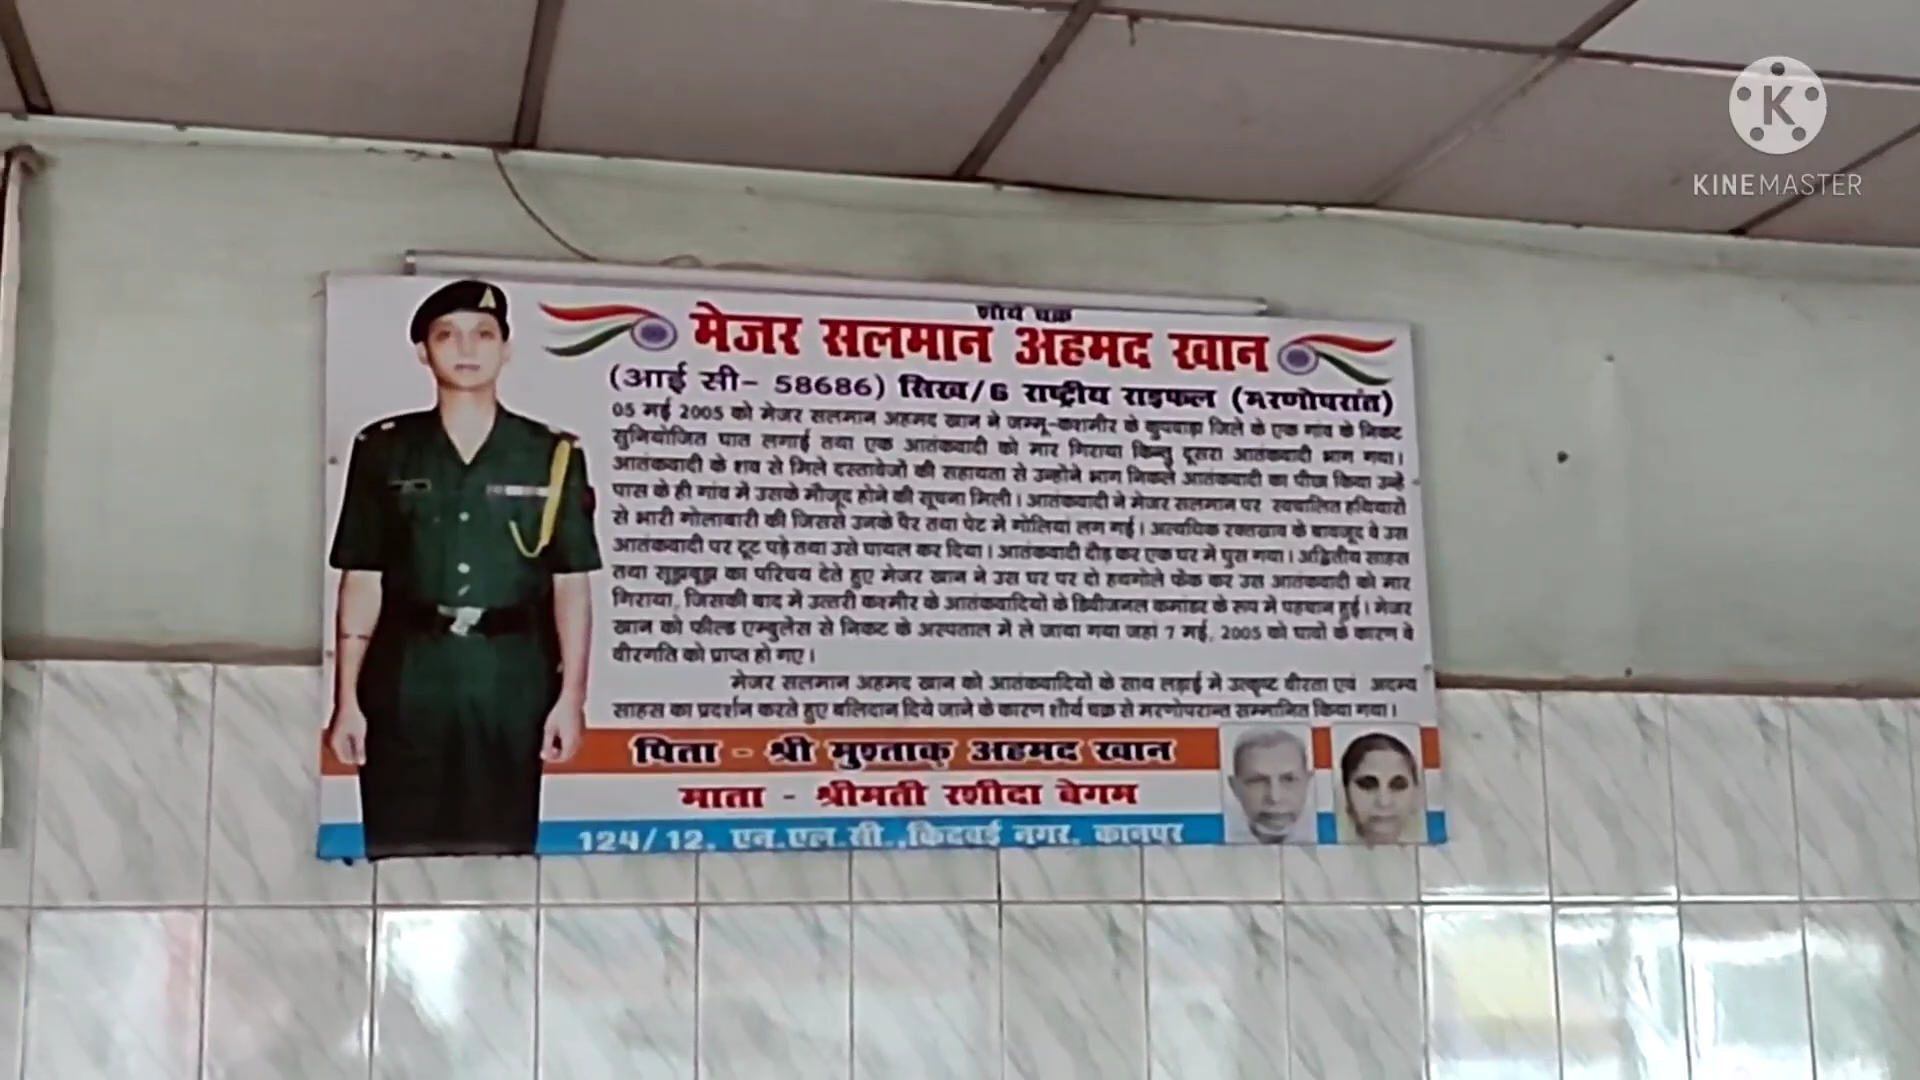 शौर्य चक्र
मेजर सलमान अहमद खान
(आई सी- 58686) सिख/6 राष्ट्रीय राइफल (मरणोपरांत)
05 मई 2005 को मेजर सलमान अहमद खान ने जम्मू-कश्मीर के कुपवाड़ा जिले के एक गांव के निकट
सुनियोजित घात लगाई तथा एक आतंकवादी को मार गिराया किन्तु दूसरा आतंकवादी भाग गया।
आतंकवादी के शव से मिले दस्तावेजों की सहायता से उन्होने भाग निकले आतंकवादी का पीछा किया उन्हें
पास के ही गांव में उसके मौजूद होने की सूचना मिली। आतंकवादी ने मेजर सलमान पर स्वचालित हथियारों
से भारी गोलाबारी की जिससे उनके पैर तथा पेट में गोलियां लग गई। अत्यधिक रक्तस्राव के बावजूद वे उस
आतंकवादी पर टूट पड़े तथा उसे घायल कर दिया। आतंकवादी दौड़ कर एक घर में घुस गया। अद्वितीय साहस
तथा सूझबूझ का परिचय देते हुए मेजर खान ने उस घर पर दो हथगोले फेंक कर उस आतंकवादी को मार
गिराया, जिसकी बाद में उत्तरी कश्मीर के आतंकवादियों के डिवीजनल कमांडर के रूप में पहचान हुई। मेजर
खान को फील्ड एम्बुलेंस से निकट के अस्पताल में ले जाया गया जहां 7 मई, 2005 को घावों के कारण वे
वीरगति को प्राप्त हो गए।
मेजर सलमान अहमद खान को आतंकवादियों के साथ लड़ाई में उत्कृष्ट वीरता एवं अदम्य
साहस का प्रदर्शन करते हुए बलिदान दिये जाने के कारण शौर्य चक्र से मरणोपरान्त सम्मानित किया गया।
पिता - श्री मुश्ताक़ अहमद खान
माता - श्रीमती रशीदा बेगम
124/12, एन.एल.सी.,किदवई नगर, कानपुर
K
KINEMASTER